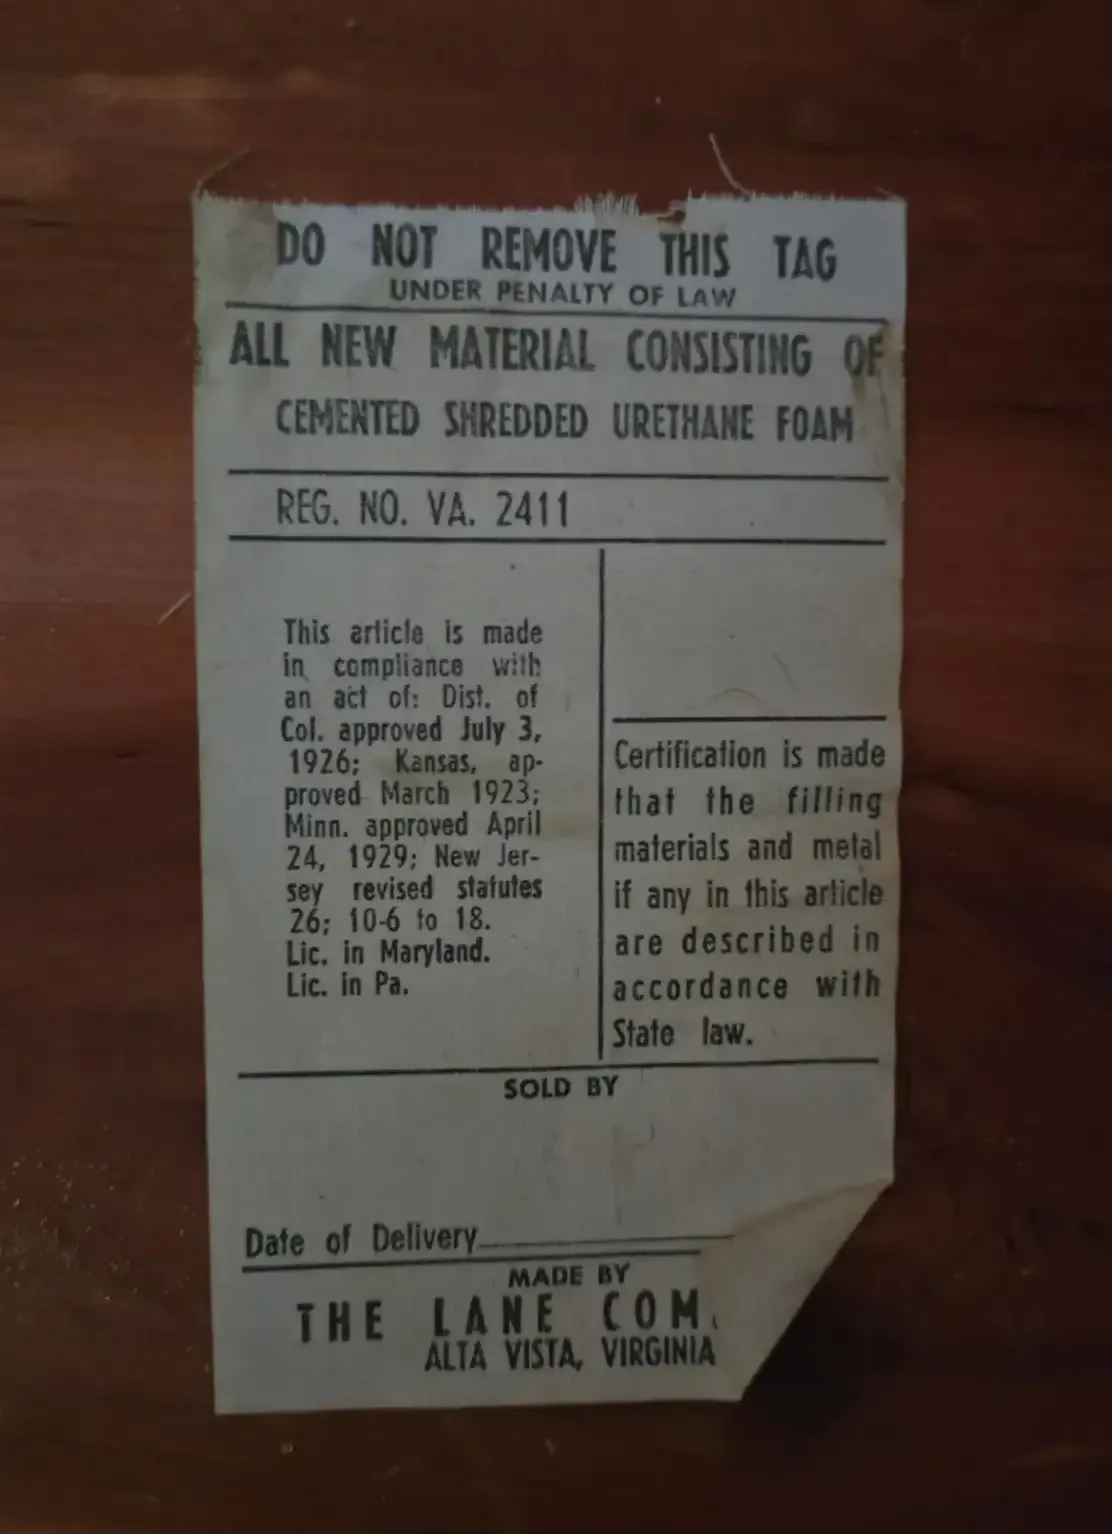 DO NOT REMOVE THIS TAG
UNDER PENALTY OF LAW
ALL NEW MATERIAL CONSISTING OF
CEMENTED SHREDDED URETHANE FOAM
REG. NO. VA. 2411
This article is made
in compliance with
an act of: Dist. of
Col. approved July 3,
1926; Kansas, ap-
proved March 1923;
Minn. approved April
24, 1929; New Jer-
sey revised statutes
26; 10-6 to 18.
Lic. in Maryland.
Lic. in Pa.
Certification is made
that the filling
materials and metal
if any in this article
are described in
accordance with
State law.
SOLD BY
Date of Delivery
MADE BY
THE LANE COM
ALTA VISTA, VIRGINIA